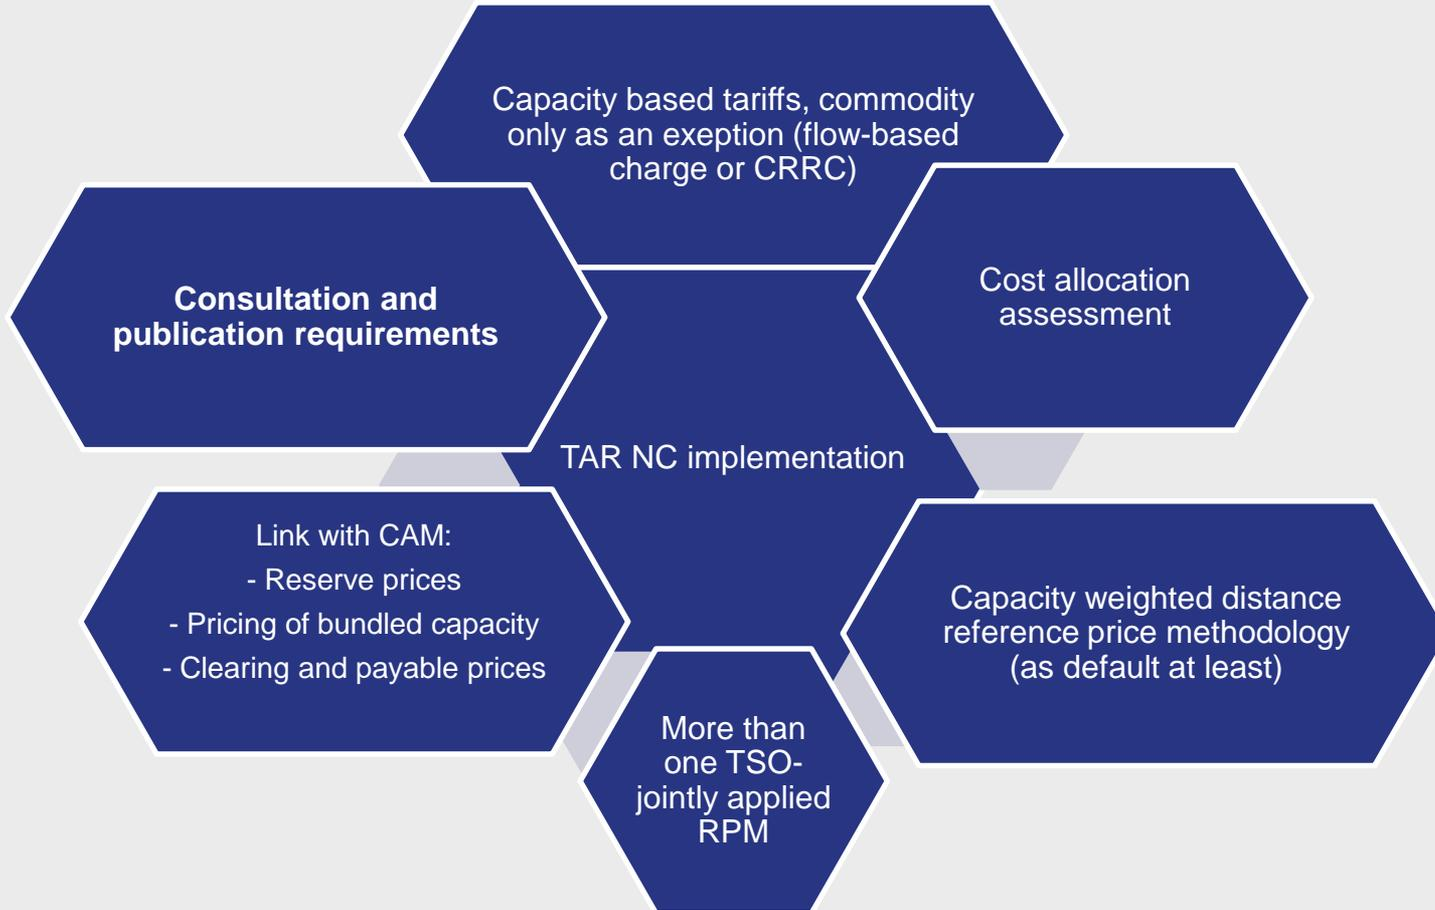 Capacity based tariffs, commodity
only as an exeption (flow-based
charge or CRRC)
Consultation and
publication requirements
Cost allocation
assessment
TAR NC implementation
Link with CAM:
- Reserve prices
- Pricing of bundled capacity
- Clearing and payable prices
Capacity weighted distance
reference price methodology
(as default at least)
More than
one TSO-
jointly applied
RPM